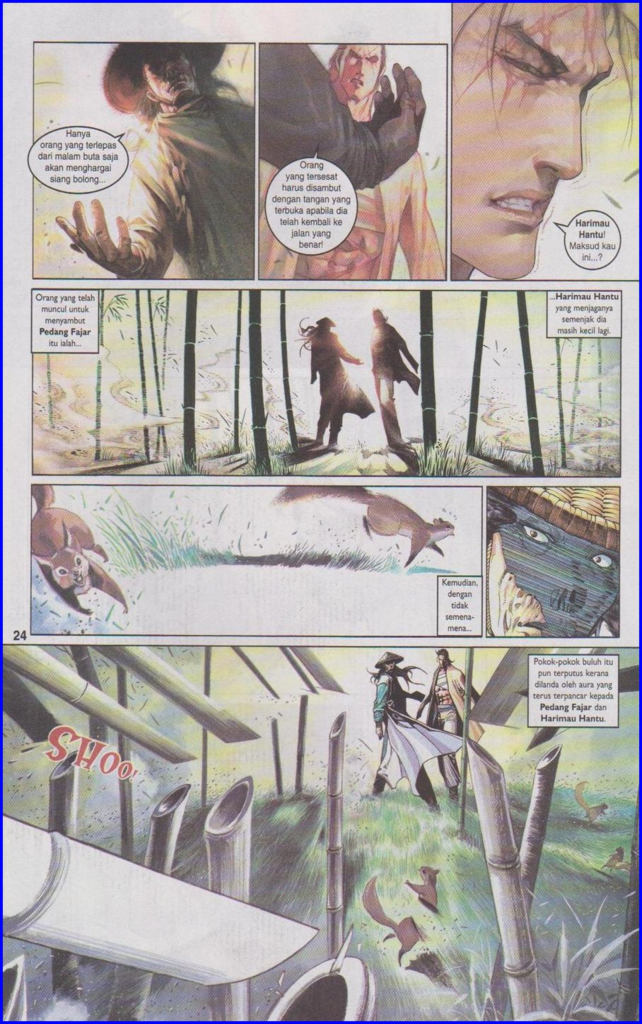 Hanya
orang yang terlepas
dari malam buta saja
akan menghargai
siang bolong...
Orang
yang tersesat
harus disambut
dengan tangan yang
terbuka apabila dia
telah kembali ke
jalan yang
benar!
Harimau
Hantu!
Maksud kau
ini...?
Orang yang telah
muncul untuk
menyambut
Pedang Fajar
itu ialah...
...Harimau Hantu
yang menjaganya
semenjak dia
masih kecil lagi.
Kemudian,
dengan
tidak
semena-
mena...
24
Pokok-pokok buluh itu
pun terputus kerana
dilanda oleh aura yang
terus terpancar kepada
Pedang Fajar dan
Harimau Hantu.
SHOO!